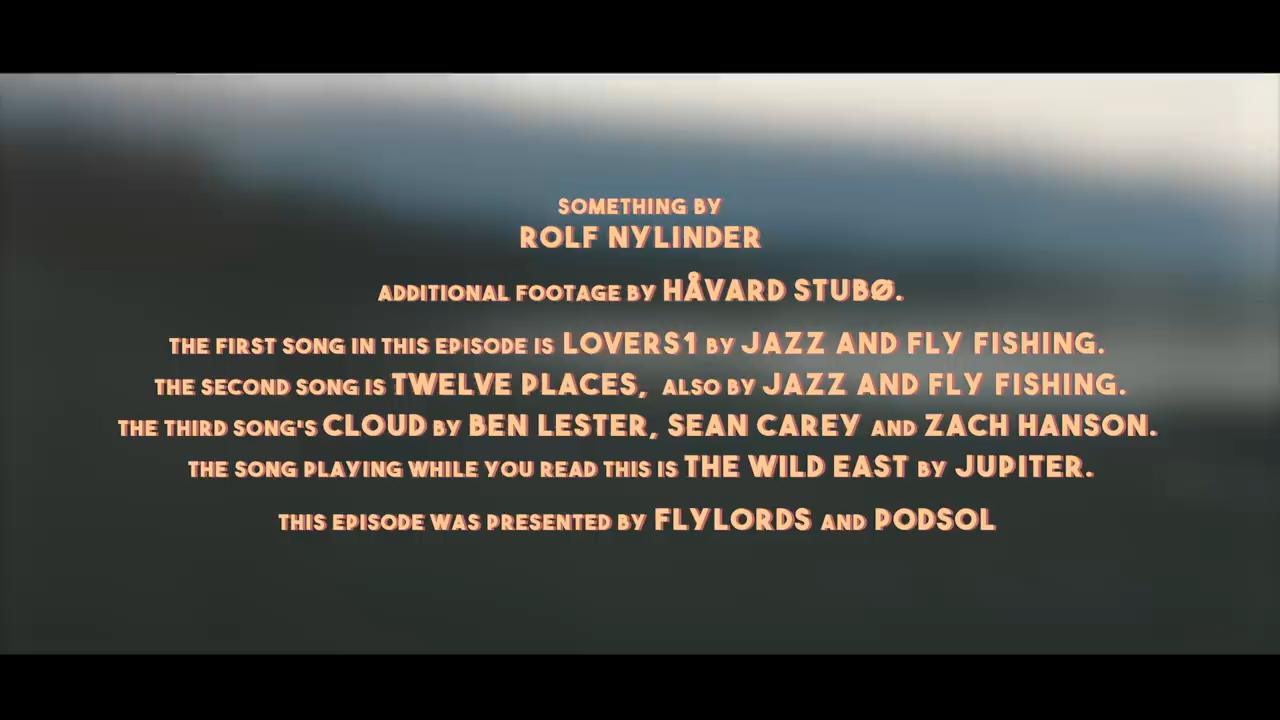 SOMETHING BY
ROLF NYLINDER
ADDITIONAL FOOTAGE BY HÅVARD STUBØ.
THE FIRST SONG IN THIS EPISODE IS LOVERS1 BY JAZZ AND FLY FISHING.
THE SECOND SONG IS TWELVE PLACES, ALSO BY JAZZ AND FLY FISHING.
THE THIRD SONG'S CLOUD BY BEN LESTER, SEAN CAREY AND ZACH HANSON.
THE SONG PLAYING WHILE YOU READ THIS IS THE WILD EAST BY JUPITER.
THIS EPISODE WAS PRESENTED BY FLYLORDS AND PODSOL